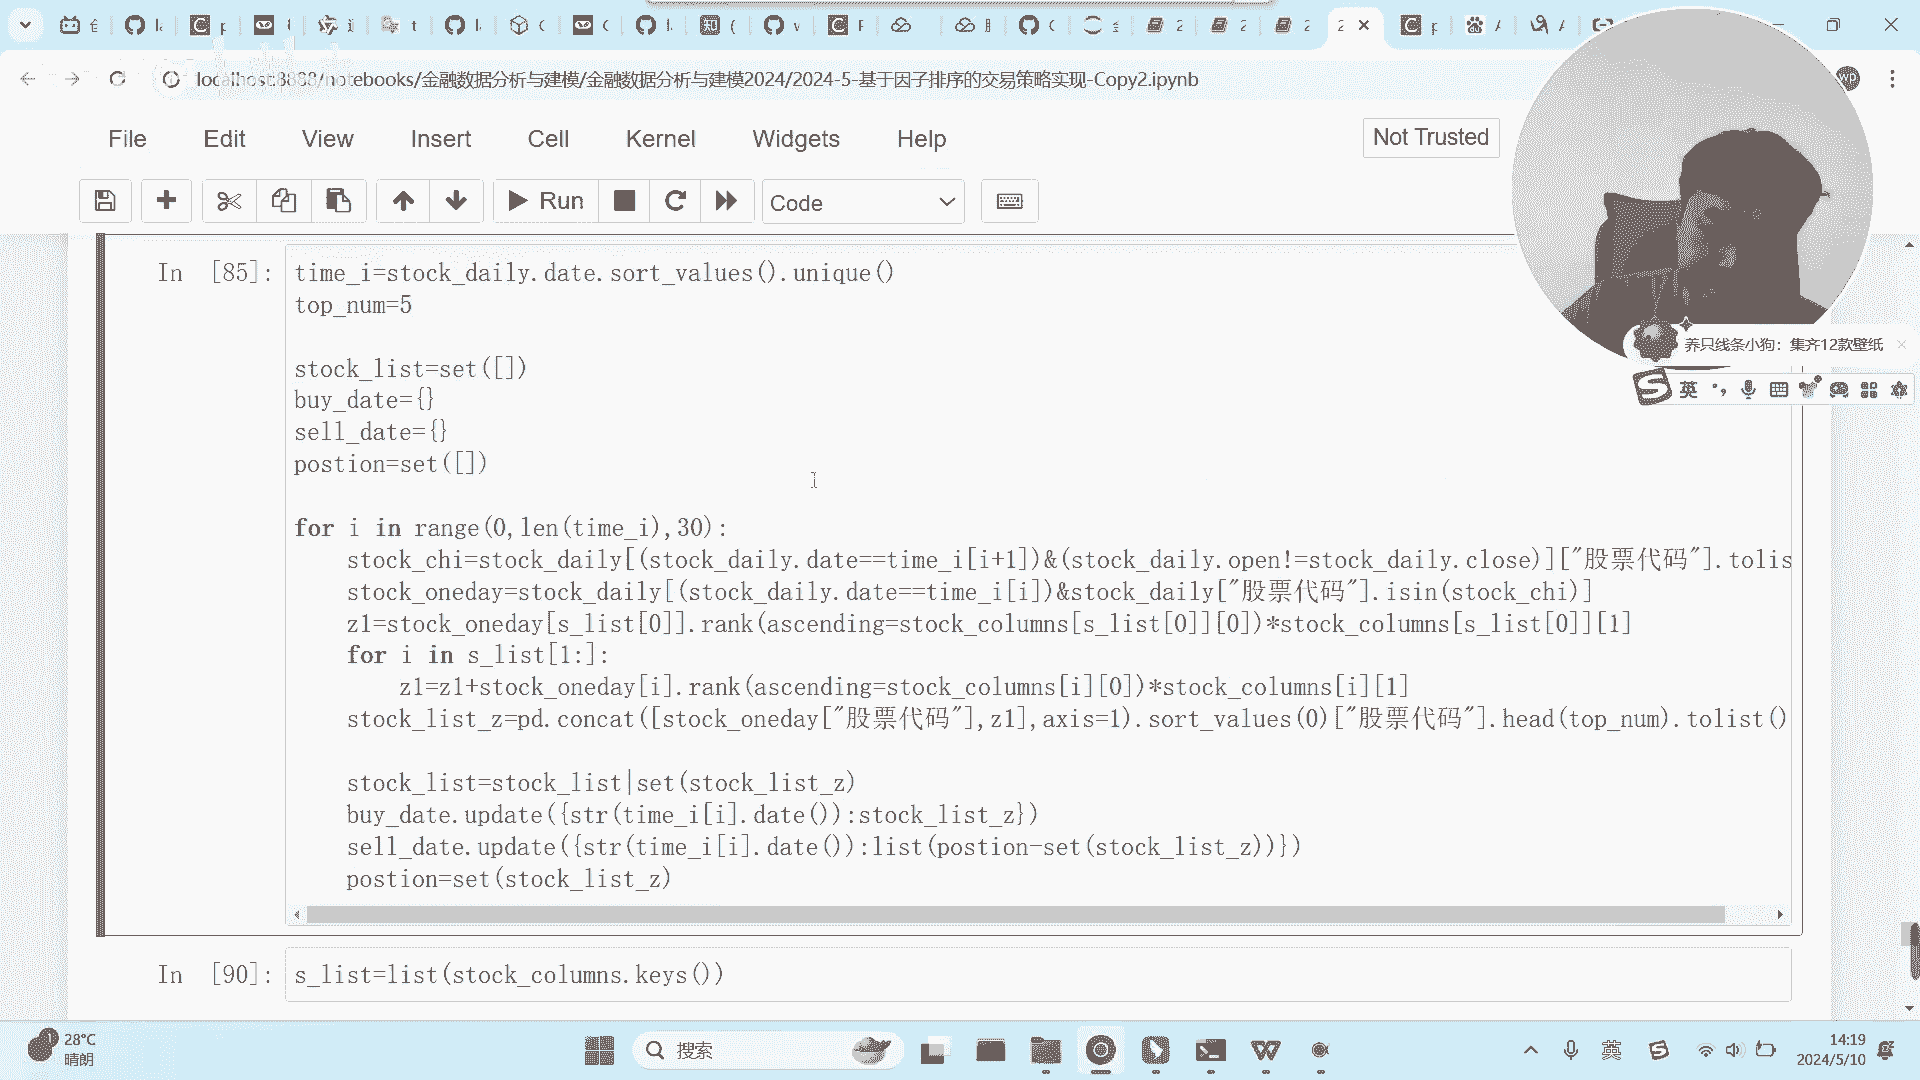 localhost:8888/notebooks/金融数据分析与建模/金融数据分析与建模2024/2024-5-基于因子排序的交易策略实现-Copy2.ipynb
wp
File Edit View Insert Cell Kernel Widgets Help
Not Trusted
Run
Code
In [85]:
time_i=stock_daily.date.sort_values().unique()
top_num=5
stock_list=set([])
buy_date={}
sell_date={}
postion=set([])
for i in range(0,len(time_i),30):
stock_chi=stock_daily[(stock_daily.date==time_i[i+1])&(stock_daily.open!=stock_daily.close)]["股票代码"].tolis
stock_oneday=stock_daily[(stock_daily.date==time_i[i])&stock_daily["股票代码"].isin(stock_chi)]
z1=stock_oneday[s_list[0]].rank(ascending=stock_columns[s_list[0]][0])*stock_columns[s_list[0]][1]
for i in s_list[1:]:
z1=z1+stock_oneday[i].rank(ascending=stock_columns[i][0])*stock_columns[i][1]
stock_list_z=pd.concat([stock_oneday["股票代码"],z1],axis=1).sort_values(0)["股票代码"].head(top_num).tolist()
stock_list=stock_list|set(stock_list_z)
buy_date.update({str(time_i[i].date()):stock_list_z})
sell_date.update({str(time_i[i].date()):list(postion-set(stock_list_z))})
postion=set(stock_list_z)
In [90]:
s_list=list(stock_columns.keys())
养只线条小狗：集齐12款壁纸
英
28°C
晴朗
搜索
英
14:19
2024/5/10